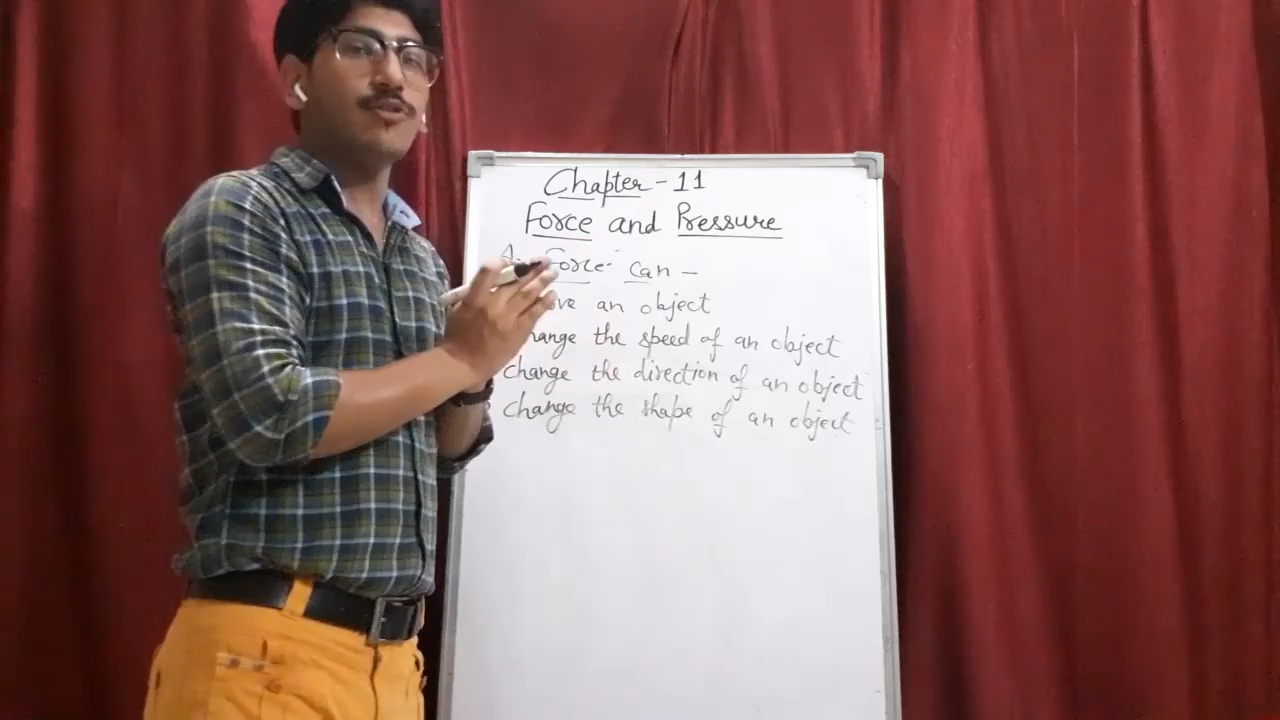 Chapter - 11
Force and Pressure
A. Force can -
an object
change the speed of an object
change the direction of an object
change the shape of an object